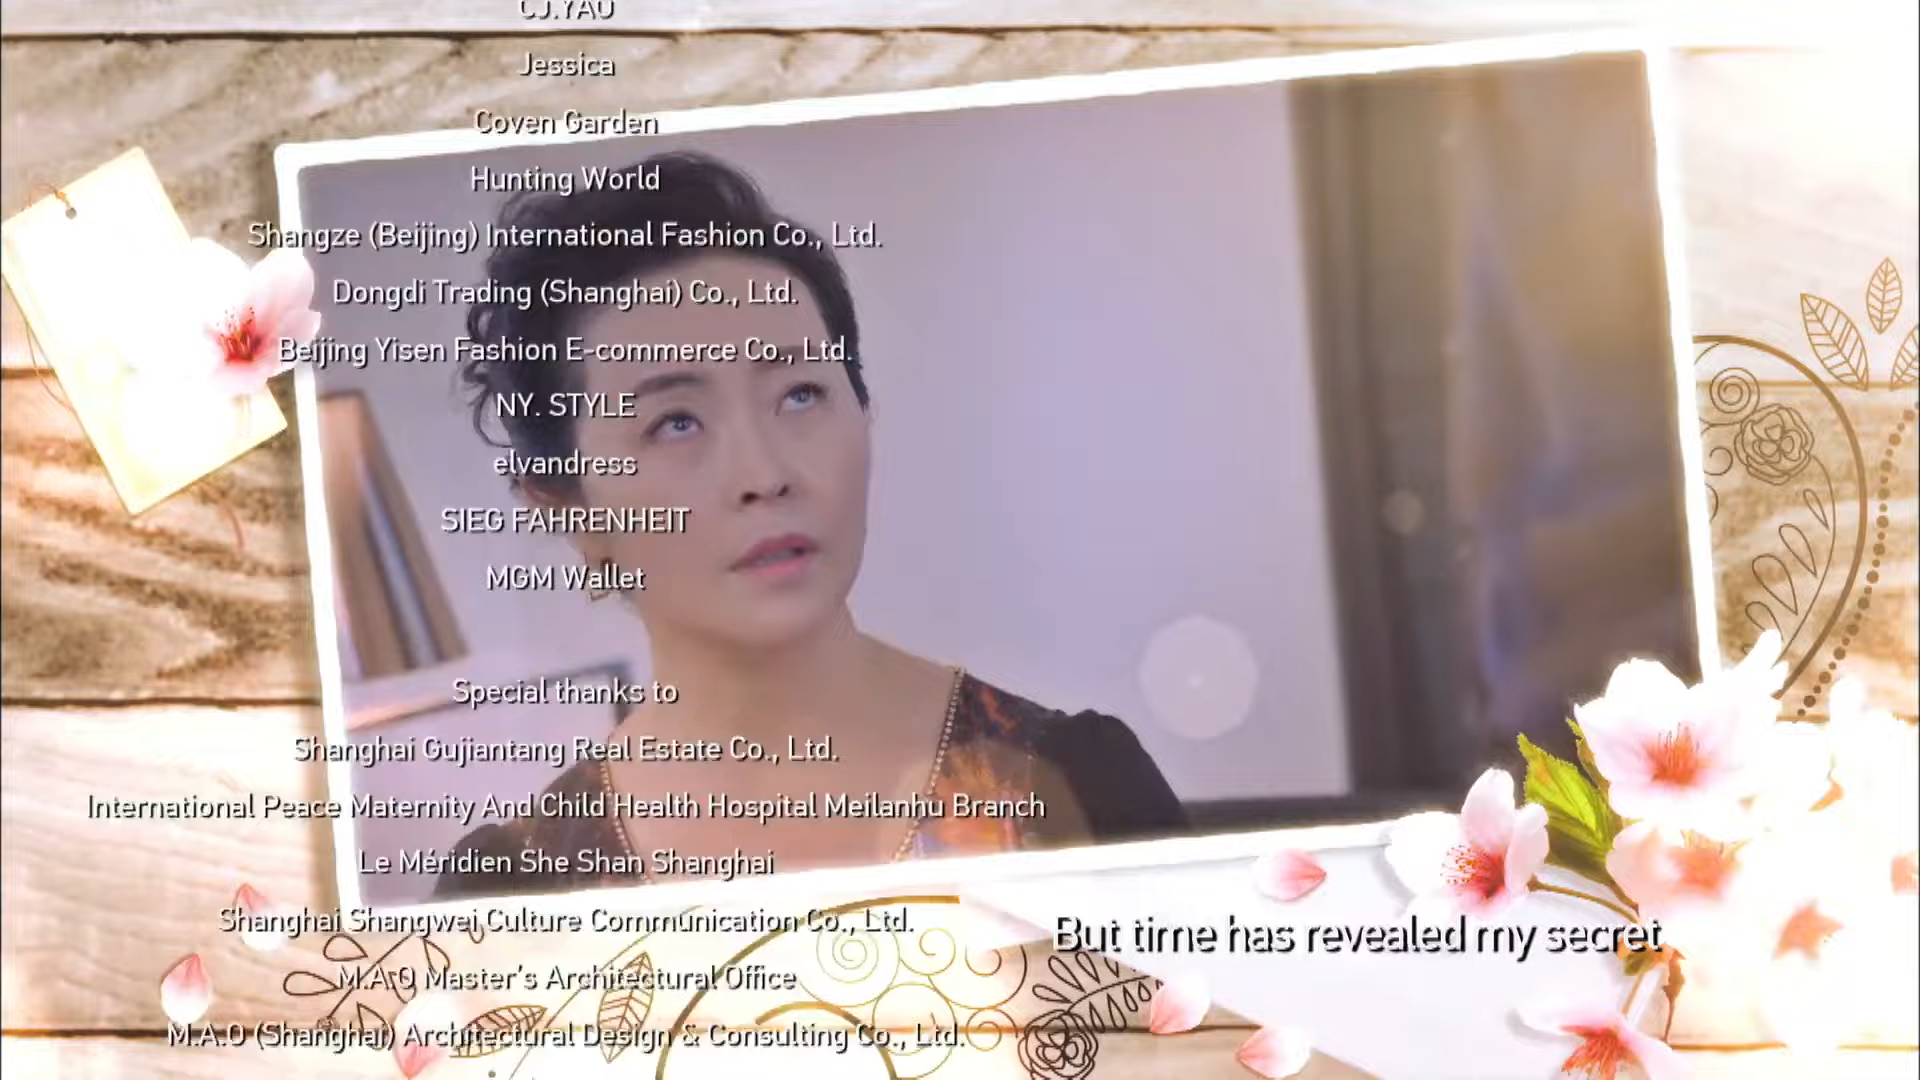 CJ.YAO
Jessica
Coven Garden
Hunting World
Shangze (Beijing) International Fashion Co., Ltd.
Dongdi Trading (Shanghai) Co., Ltd.
Beijing Yisen Fashion E-commerce Co., Ltd.
NY. STYLE
elvandress
SIEG FAHRENHEIT
MGM Wallet
Special thanks to
Shanghai Gujiantang Real Estate Co., Ltd.
International Peace Maternity And Child Health Hospital Meilanhu Branch
Le Méridien She Shan Shanghai
Shanghai Shangwei Culture Communication Co., Ltd.
M.A.O Master's Architectural Office
M.A.O (Shanghai) Architectural Design & Consulting Co., Ltd.
But time has revealed my secret